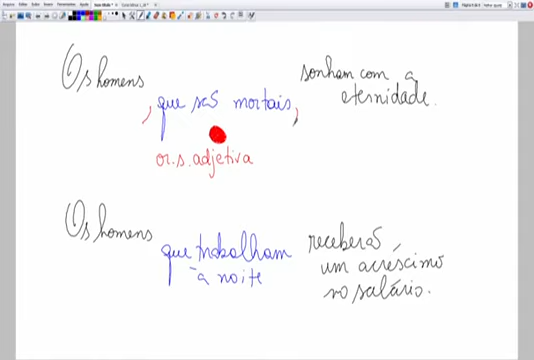 Os homens
, que são mortais,
sonham com a
eternidade.
or.s.adjetiva
Os homens
que trabalham
à noite
receberão
um acréscimo
no salário.